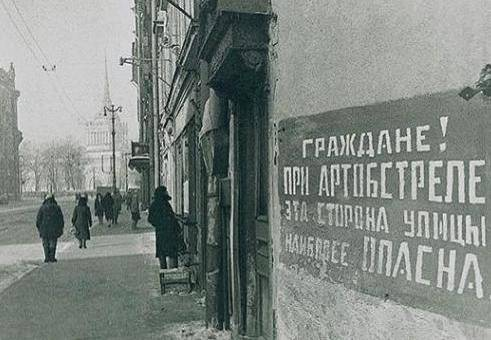 ГРАЖДАНЕ!
ПРИ АРТОБСТРЕЛЕ
ЭТА СТОРОНА УЛИЦЫ
НАИБОЛЕЕ ОПАСНА